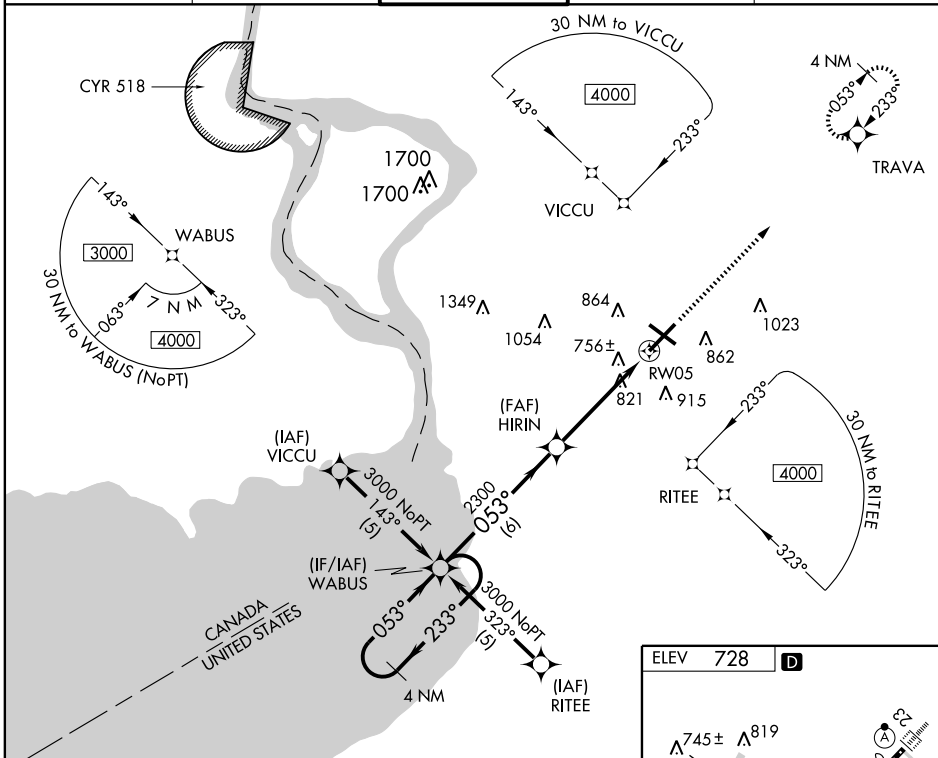 30 NM to VICCU
4000
143°
233°
VICCU
4 NM
053°
233°
TRAVA
CYR 518
1700
1700
143°
WABUS
3000
7 NM
063°
323°
4000
30 NM to WABUS (NoPT)
1349
1054
864
756±
821
RW05
862
915
1023
(FAF)
HIRIN
233°
RITEE
4000
323°
30 NM to RITEE
(IAF)
VICCU
3000 NoPT
143°
(5)
2300
053°
(6)
(IF/IAF)
WABUS
053°
233°
4 NM
3000 NoPT
323°
(5)
(IAF)
RITEE
CANADA
UNITED STATES
ELEV 728 D
745± 819
A
23